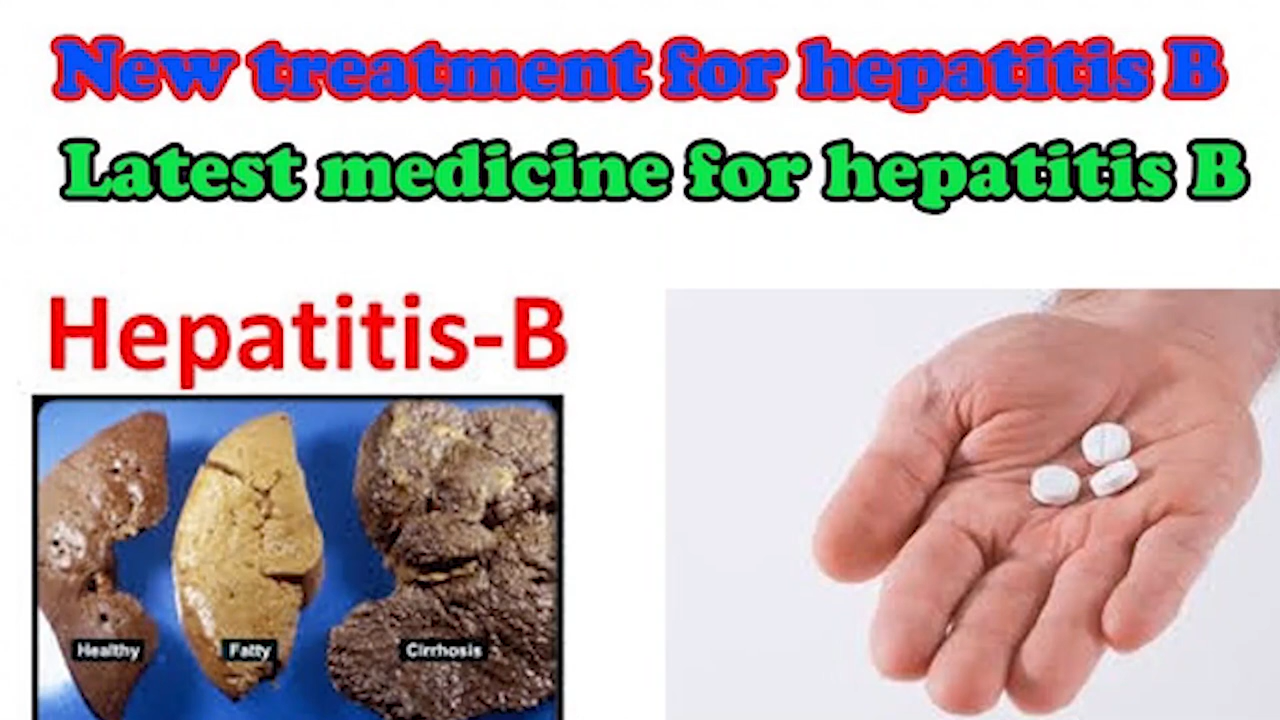 New treatment for hepatitis B
Latest medicine for hepatitis B
Hepatitis-B
Healthy
Fatty
Cirrhosis